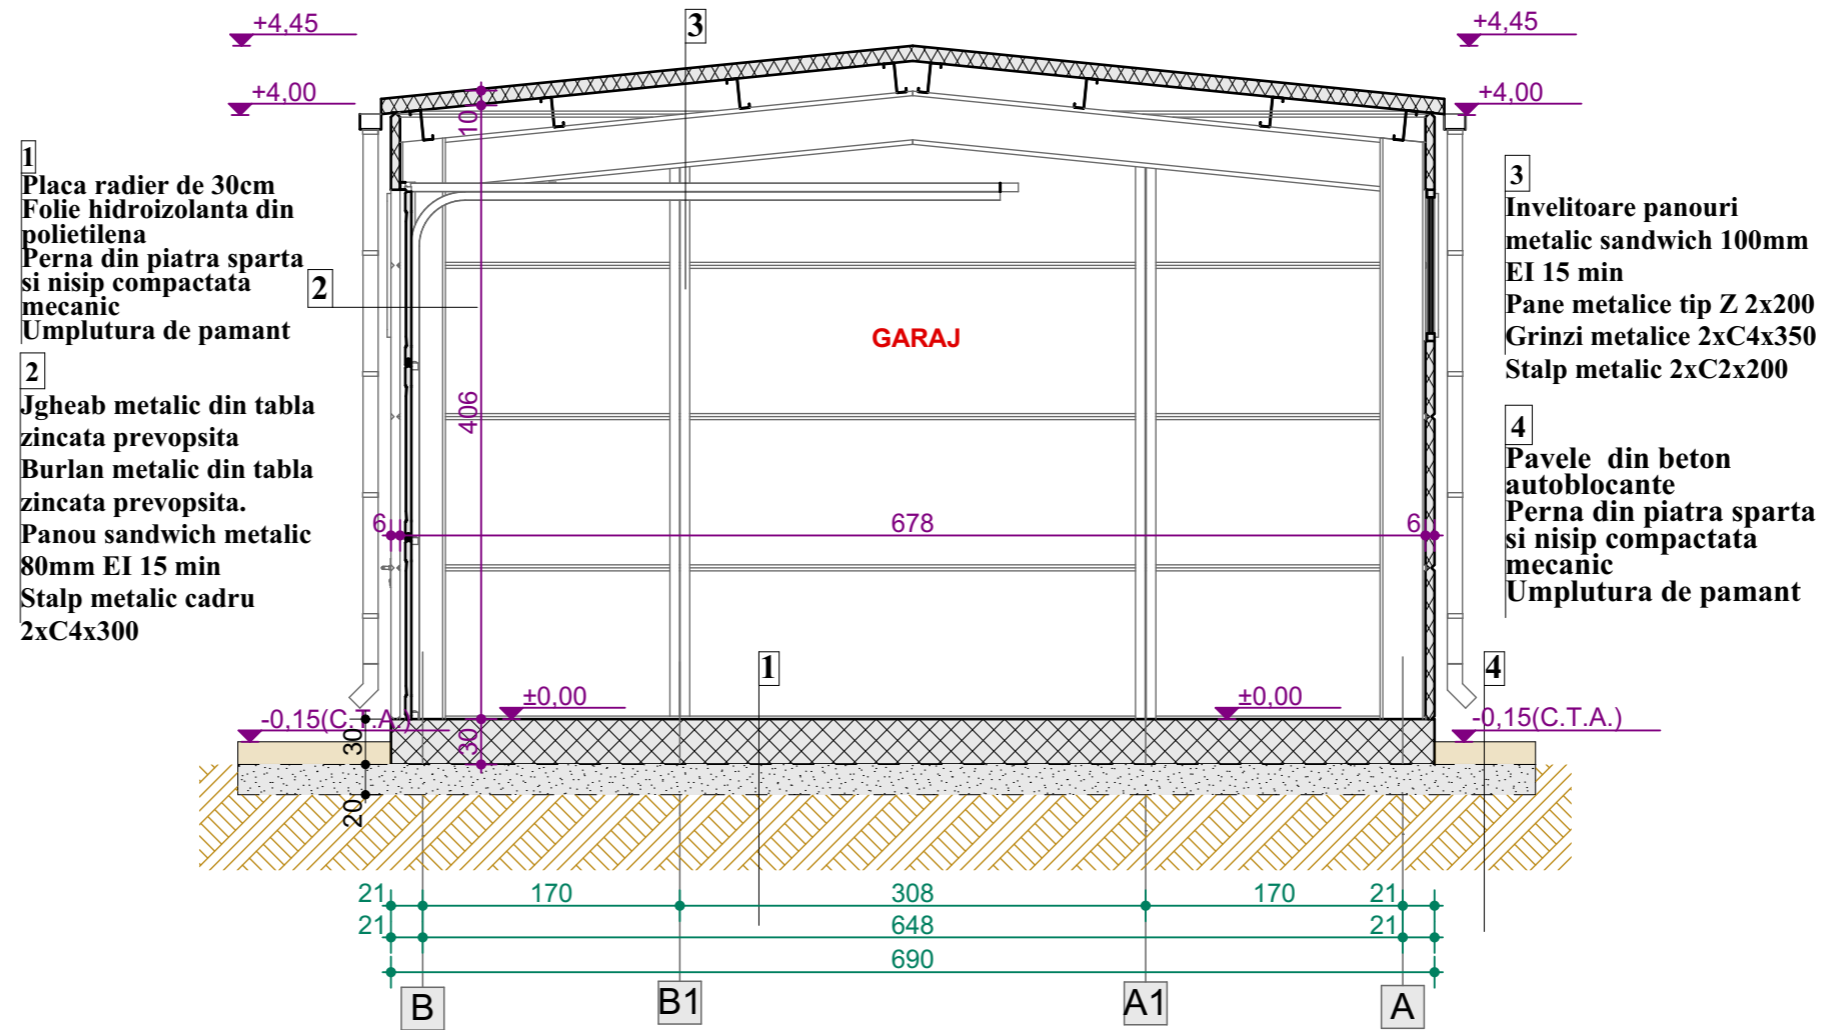 +4,45
3
+4,45
+4,00
+4,00
10
1
Placa radier de 30cm
Folie hidroizolanta din
polietilena
Perna din piatra sparta
si nisip compactata
mecanic
Umplutura de pamant
2
2
Jgheab metalic din tabla
zincata prevopsita
Burlan metalic din tabla
zincata prevopsita.
Panou sandwich metalic
80mm EI 15 min
Stalp metalic cadru
2xC4x300
GARAJ
406
6
678
6
3
Invelitoare panouri
metalic sandwich 100mm
EI 15 min
Pane metalice tip Z 2x200
Grinzi metalice 2xC4x350
Stalp metalic 2xC2x200
4
Pavele din beton
autoblocante
Perna din piatra sparta
si nisip compactata
mecanic
Umplutura de pamant
1
4
±0,00
±0,00
-0,15(C.T.A.)
-0,15(C.T.A.)
30
30
20
21
170
308
170
21
21
648
21
690
B
B1
A1
A